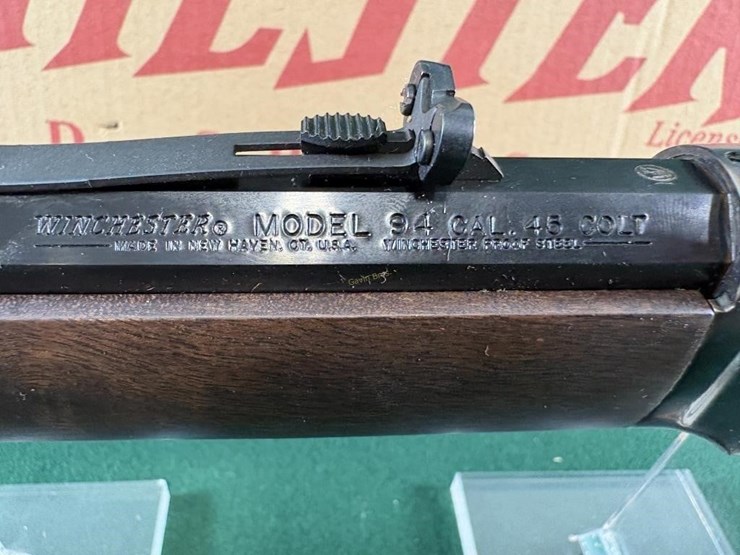 Licens
WINCHESTER® MODEL 94 CAL. 45 COLT
MADE IN NEW HAVEN, CT. U.S.A. WINCHESTER PROOF STEEL